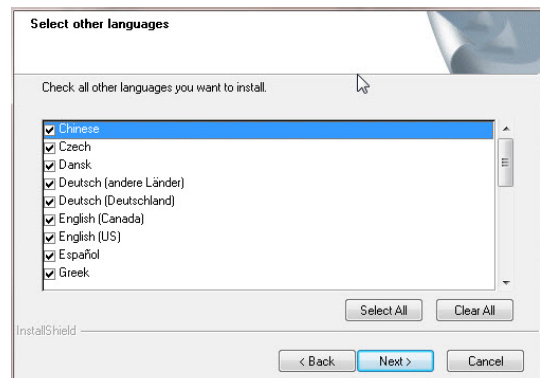 Select other languages
Check all other languages you want to install.
Chinese
Czech
Dansk
Deutsch (andere Länder)
Deutsch (Deutschland)
English (Canada)
English (US)
Español
Greek
Select All Clear All
InstallShield
< Back Next > Cancel